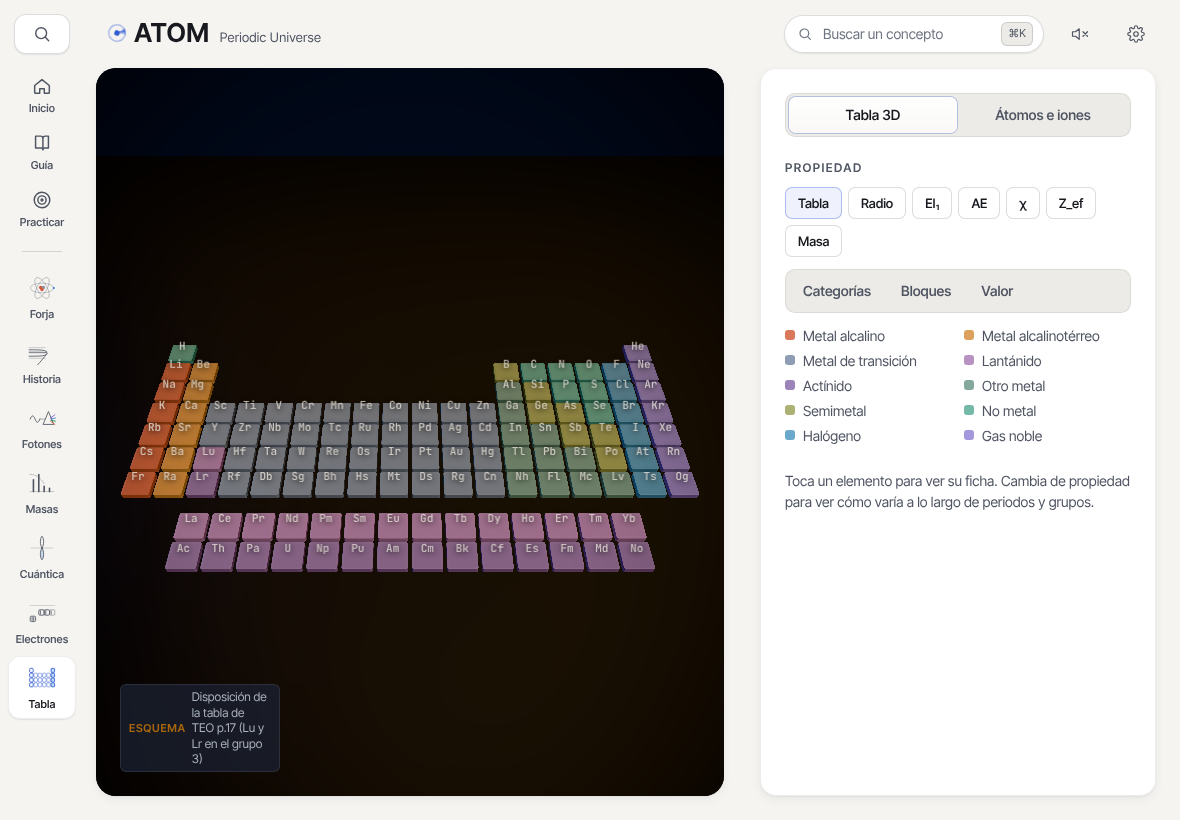 ATOM Periodic Universe
Buscar un concepto ⌘K
Inicio
Guía
Practicar
Forja
Historia
Fotones
Masas
Cuántica
Electrones
Tabla
H He
Li Be B C N O F Ne
Na Mg Al Si P S Cl Ar
K Ca Sc Ti V Cr Mn Fe Co Ni Cu Zn Ga Ge As Se Br Kr
Rb Sr Y Zr Nb Mo Tc Ru Rh Pd Ag Cd In Sn Sb Te I Xe
Cs Ba Lu Hf Ta W Re Os Ir Pt Au Hg Tl Pb Bi Po At Rn
Fr Ra Lr Rf Db Sg Bh Hs Mt Ds Rg Cn Nh Fl Mc Lv Ts Og
La Ce Pr Nd Pm Sm Eu Gd Tb Dy Ho Er Tm Yb
Ac Th Pa U Np Pu Am Cm Bk Cf Es Fm Md No
ESQUEMA
Disposición de
la tabla de
TEO p.17 (Lu y
Lr en el grupo
3)
Tabla 3D Átomos e iones
PROPIEDAD
Tabla Radio EI₁ AE χ Z_ef
Masa
Categorías Bloques Valor
Metal alcalino Metal alcalinotérreo
Metal de transición Lantánido
Actínido Otro metal
Semimetal No metal
Halógeno Gas noble
Toca un elemento para ver su ficha. Cambia de propiedad
para ver cómo varía a lo largo de periodos y grupos.